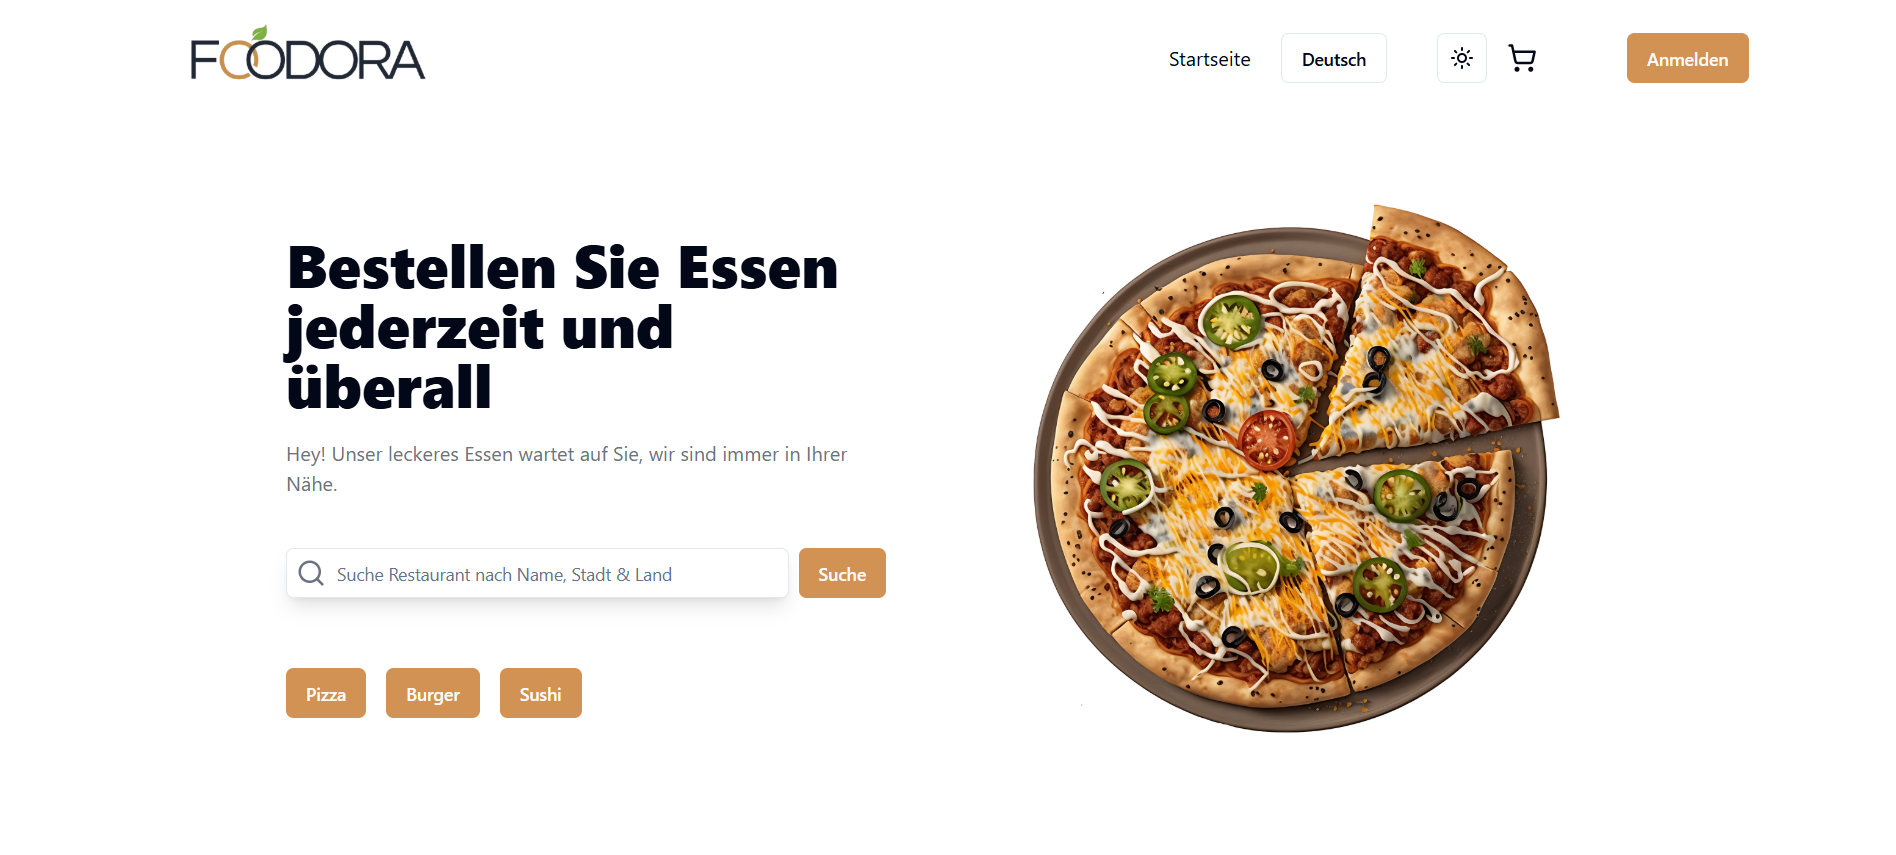 FOODORA
Startseite
Deutsch
Anmelden
Bestellen Sie Essen
jederzeit und
überall
Hey! Unser leckeres Essen wartet auf Sie, wir sind immer in Ihrer
Nähe.
Suche Restaurant nach Name, Stadt & Land
Suche
Pizza
Burger
Sushi